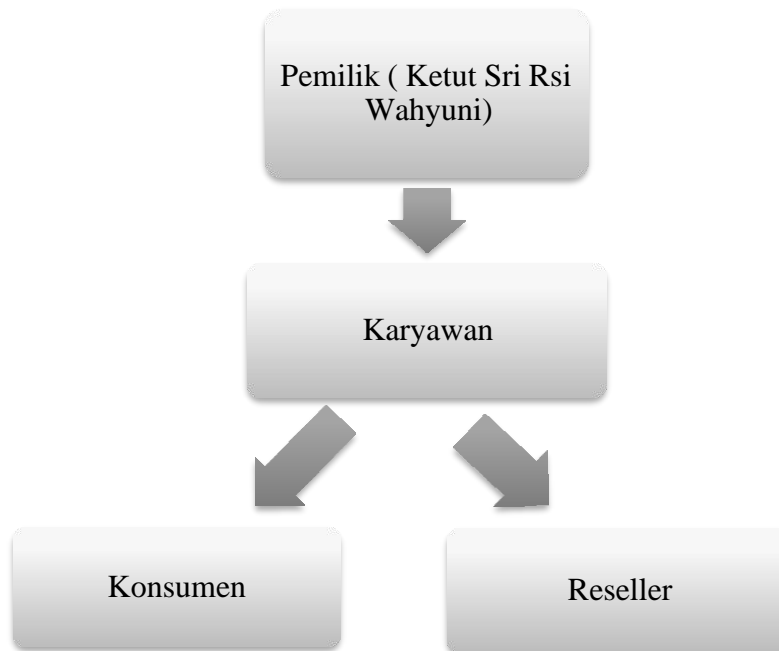 Pemilik ( Ketut Sri Rsi
Wahyuni)
Karyawan
Konsumen
Reseller